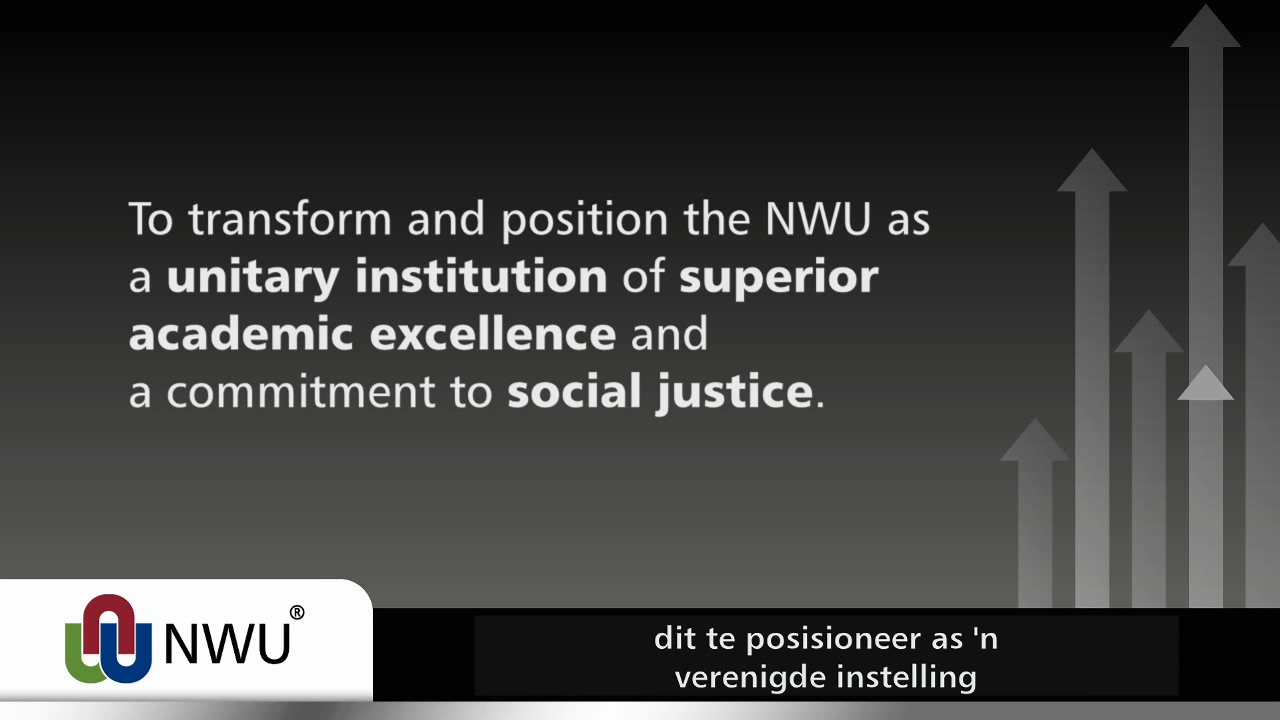 To transform and position the NWU as
a unitary institution of superior
academic excellence and
a commitment to social justice.
NWU®
dit te posisioneer as 'n
verenigde instelling